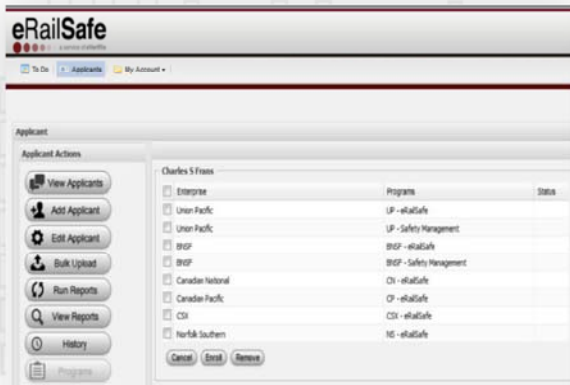 eRailSafe
To Do Applicants My Account
Applicant
Applicant Actions
View Applicants
Add Applicant
Edit Applicant
Bulk Upload
Run Reports
View Reports
History
Programs
Charles S Frans
Enterprise Programs Status
Union Pacific UP - eRailSafe
Union Pacific UP - Safety Management
BNSF BNSF - eRailSafe
BNSF BNSF - Safety Management
Canadian National CN - eRailSafe
Canadian Pacific CP - eRailSafe
CSX CSX - eRailSafe
Norfolk Southern NS - eRailSafe
Cancel Enroll Remove